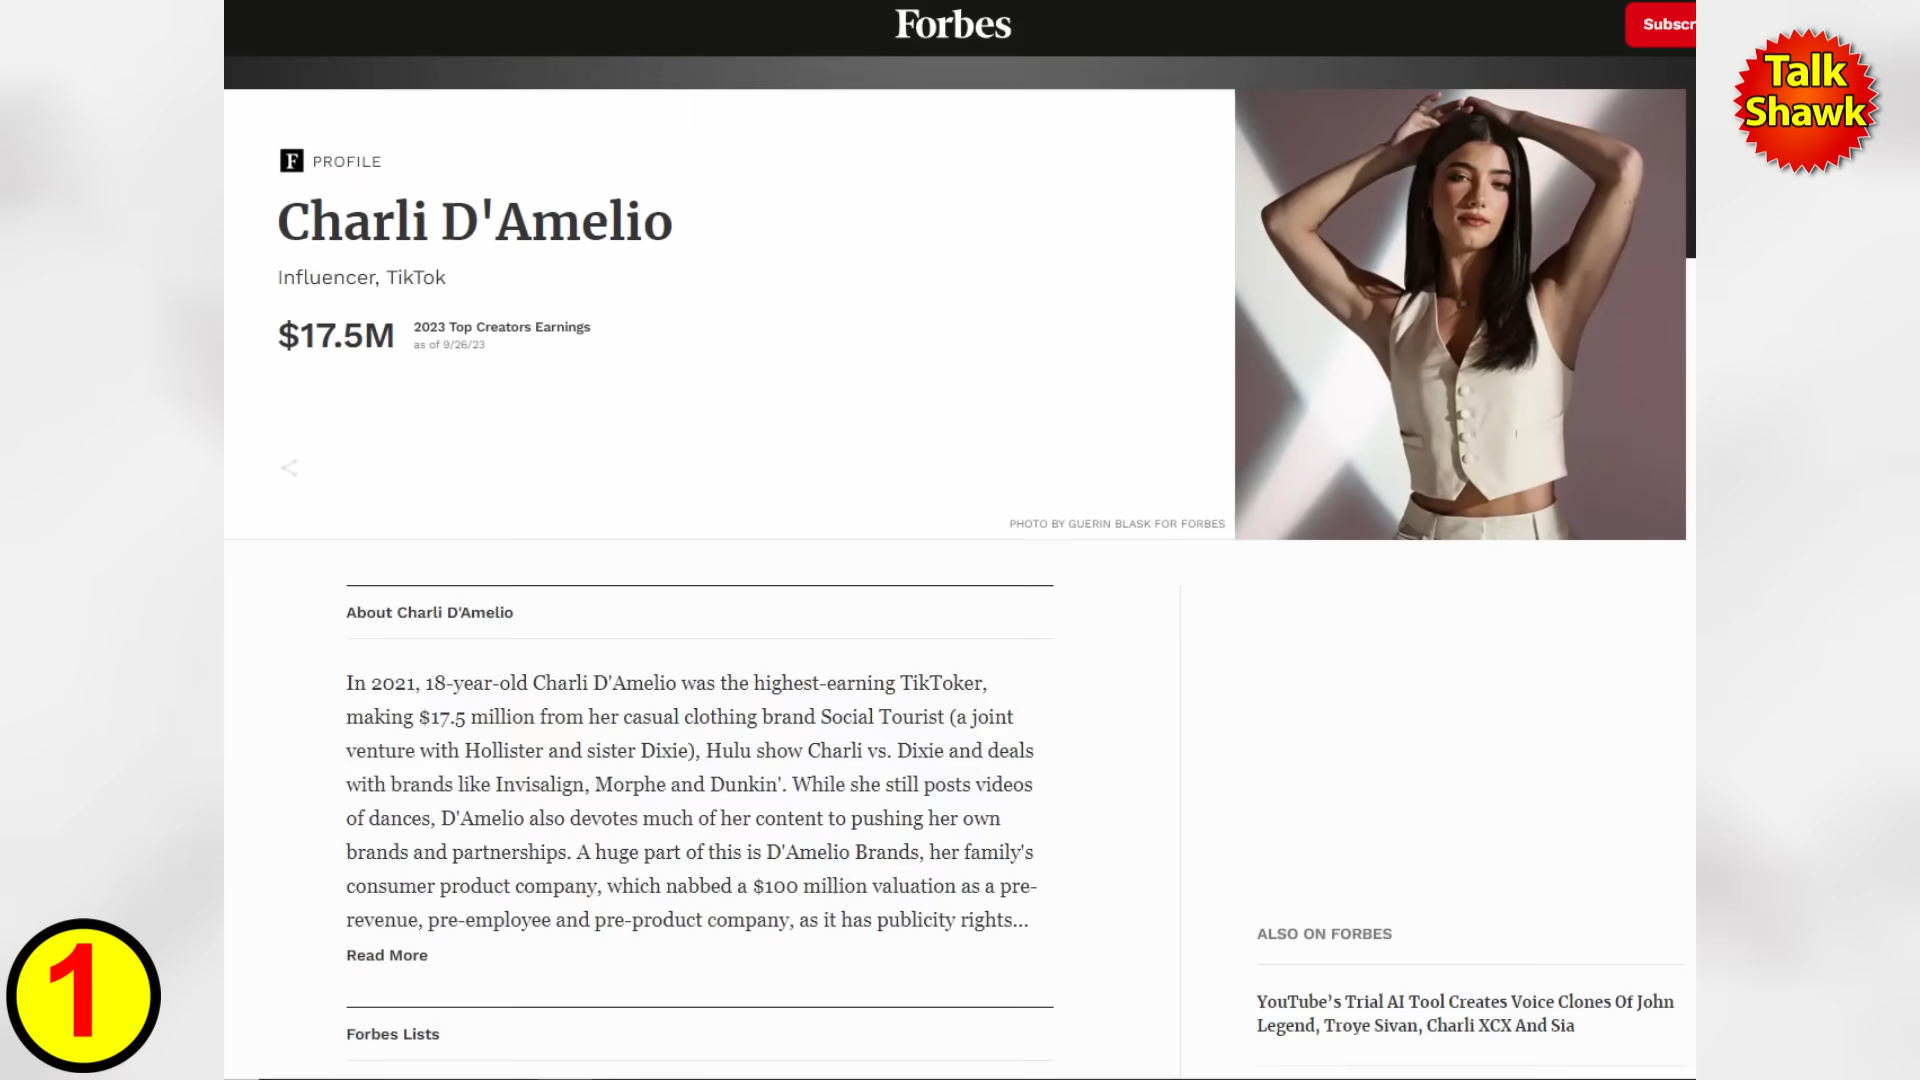 Forbes
Subscr
Talk
Shawk
F PROFILE
Charli D'Amelio
Influencer, TikTok
$17.5M
2023 Top Creators Earnings
as of 9/26/23
PHOTO BY GUERIN BLASK FOR FORBES
About Charli D'Amelio
In 2021, 18-year-old Charli D'Amelio was the highest-earning TikToker,
making $17.5 million from her casual clothing brand Social Tourist (a joint
venture with Hollister and sister Dixie), Hulu show Charli vs. Dixie and deals
with brands like Invisalign, Morphe and Dunkin'. While she still posts videos
of dances, D'Amelio also devotes much of her content to pushing her own
brands and partnerships. A huge part of this is D'Amelio Brands, her family's
consumer product company, which nabbed a $100 million valuation as a pre-
revenue, pre-employee and pre-product company, as it has publicity rights...
Read More
Forbes Lists
ALSO ON FORBES
YouTube’s Trial AI Tool Creates Voice Clones Of John
Legend, Troye Sivan, Charli XCX And Sia
1